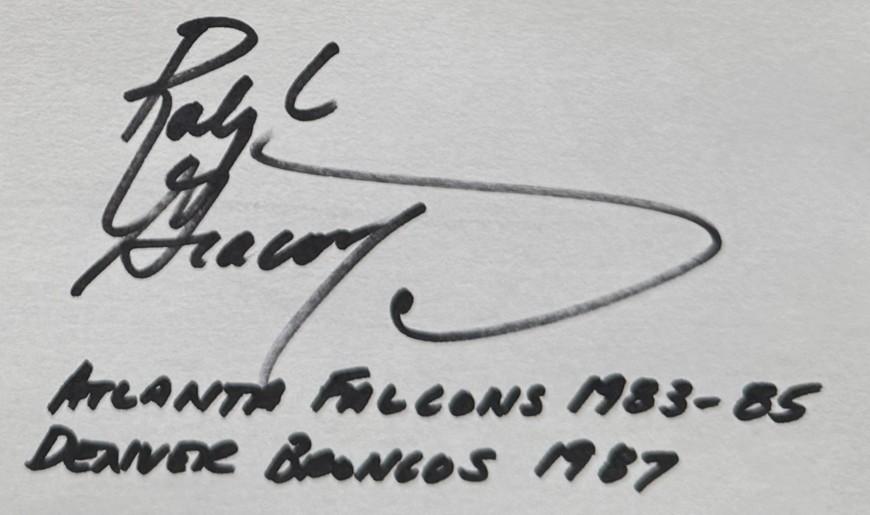 ATLANTA FALCONS 1983-85
DENVER BRONCOS 1987